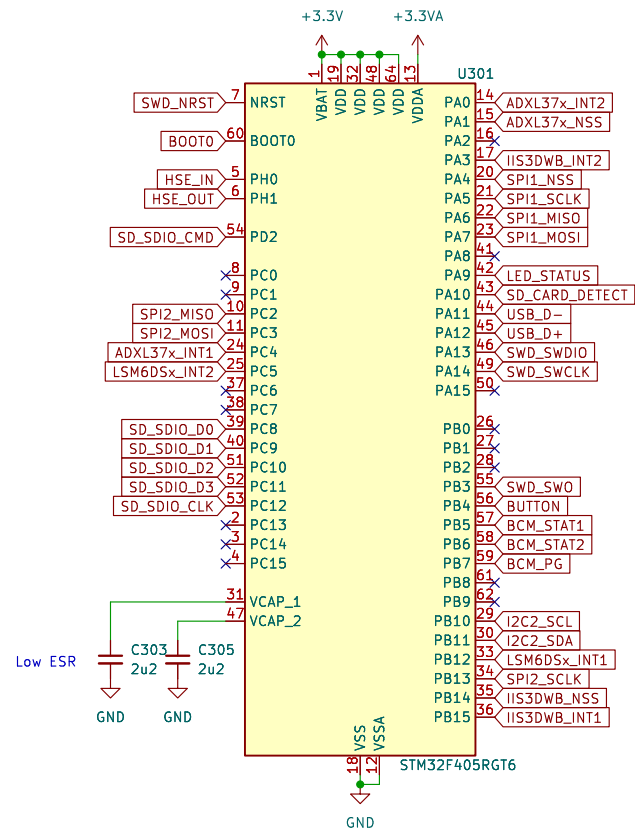 +3.3V +3.3VA
U301
1 19 32 48 64 13
VBAT VDD VDD VDD VDD VDDA
SWD_NRST 7 NRST PA0 14 ADXL37x_INT2
PA1 15 ADXL37x_NSS
BOOT0 60 BOOT0 PA2 16
PA3 17 IIS3DWB_INT2
HSE_IN 5 PH0 PA4 20 SPI1_NSS
HSE_OUT 6 PH1 PA5 21 SPI1_SCLK
PA6 22 SPI1_MISO
SD_SDIO_CMD 54 PD2 PA7 23 SPI1_MOSI
PA8 41
8 PC0 PA9 42 LED_STATUS
9 PC1 PA10 43 SD_CARD_DETECT
SPI2_MISO 10 PC2 PA11 44 USB_D-
SPI2_MOSI 11 PC3 PA12 45 USB_D+
ADXL37x_INT1 24 PC4 PA13 46 SWD_SWDIO
LSM6DSx_INT2 25 PC5 PA14 49 SWD_SWCLK
37 PC6 PA15 50
38 PC7
SD_SDIO_D0 39 PC8 PB0 26
SD_SDIO_D1 40 PC9 PB1 27
SD_SDIO_D2 51 PC10 PB2 28
SD_SDIO_D3 52 PC11 PB3 55 SWD_SWO
SD_SDIO_CLK 53 PC12 PB4 56 BUTTON
2 PC13 PB5 57 BCM_STAT1
3 PC14 PB6 58 BCM_STAT2
4 PC15 PB7 59 BCM_PG
PB8 61
31 VCAP_1 PB9 62
47 VCAP_2 PB10 29 I2C2_SCL
PB11 30 I2C2_SDA
Low ESR C303 2u2 C305 2u2 PB12 33 LSM6DSx_INT1
PB13 34 SPI2_SCLK
PB14 35 IIS3DWB_NSS
GND GND PB15 36 IIS3DWB_INT1
VSS VSSA
18 12 STM32F405RGT6
GND